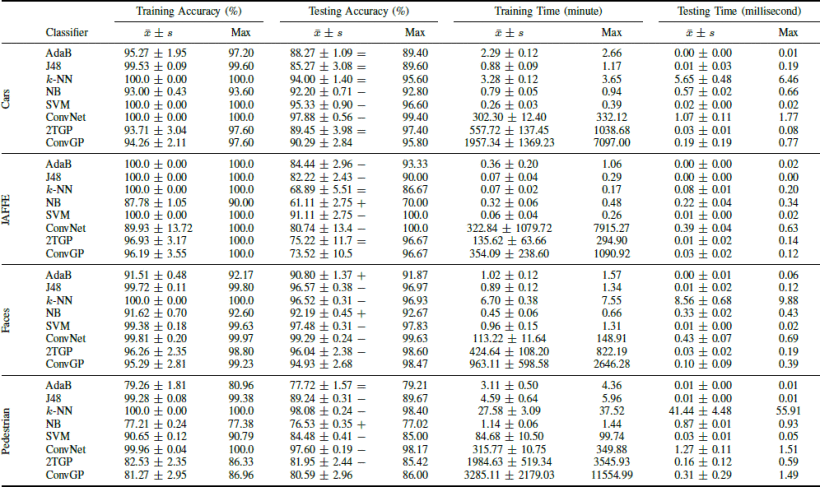 Training Accuracy (%) Testing Accuracy (%) Training Time (minute) Testing Time (millisecond)
Classifier x̄ ± s Max x̄ ± s Max x̄ ± s Max x̄ ± s Max
Cars
AdaB 95.27 ± 1.95 97.20 88.27 ± 1.09 = 89.40 2.29 ± 0.12 2.66 0.00 ± 0.00 0.01
J48 99.53 ± 0.09 99.60 85.27 ± 3.08 = 89.60 0.88 ± 0.09 1.17 0.01 ± 0.03 0.19
k-NN 100.0 ± 0.00 100.0 94.00 ± 1.40 = 95.60 3.28 ± 0.12 3.65 5.65 ± 0.48 6.46
NB 93.00 ± 0.43 93.60 92.20 ± 0.71 − 92.80 0.79 ± 0.05 0.94 0.57 ± 0.02 0.66
SVM 100.0 ± 0.00 100.0 95.33 ± 0.90 − 96.60 0.26 ± 0.03 0.39 0.02 ± 0.00 0.02
ConvNet 100.0 ± 0.00 100.0 97.88 ± 0.56 − 99.40 302.30 ± 12.40 332.12 1.07 ± 0.11 1.77
2TGP 93.71 ± 3.04 97.60 89.45 ± 3.98 = 97.40 557.72 ± 137.45 1038.68 0.03 ± 0.01 0.08
ConvGP 94.26 ± 2.11 97.60 90.29 ± 2.84 95.80 1957.34 ± 1369.23 7097.00 0.19 ± 0.19 0.77
JAFFE
AdaB 100.0 ± 0.00 100.0 84.44 ± 2.96 − 93.33 0.36 ± 0.20 1.06 0.00 ± 0.00 0.02
J48 100.0 ± 0.00 100.0 82.22 ± 2.43 − 90.00 0.07 ± 0.04 0.29 0.00 ± 0.00 0.00
k-NN 100.0 ± 0.00 100.0 68.89 ± 5.51 = 86.67 0.07 ± 0.02 0.17 0.08 ± 0.01 0.20
NB 87.78 ± 1.05 90.00 61.11 ± 2.75 + 70.00 0.32 ± 0.06 0.48 0.22 ± 0.04 0.34
SVM 100.0 ± 0.00 100.0 91.11 ± 2.75 − 100.0 0.06 ± 0.04 0.26 0.01 ± 0.00 0.02
ConvNet 89.93 ± 13.72 100.0 80.74 ± 13.4 − 100.0 322.84 ± 1079.72 7915.27 0.39 ± 0.04 0.63
2TGP 96.93 ± 3.17 100.0 75.22 ± 11.7 = 96.67 135.62 ± 63.66 294.90 0.01 ± 0.02 0.14
ConvGP 96.19 ± 3.55 100.0 73.52 ± 10.5 96.67 354.09 ± 238.60 1090.92 0.03 ± 0.02 0.12
Faces
AdaB 91.51 ± 0.48 92.17 90.80 ± 1.37 + 91.87 1.02 ± 0.12 1.57 0.00 ± 0.01 0.06
J48 99.72 ± 0.11 99.80 96.57 ± 0.38 − 96.97 0.89 ± 0.12 1.34 0.01 ± 0.02 0.12
k-NN 100.0 ± 0.00 100.0 96.52 ± 0.31 − 96.93 6.70 ± 0.38 7.55 8.56 ± 0.68 9.88
NB 91.62 ± 0.70 92.60 92.19 ± 0.45 + 92.67 0.45 ± 0.06 0.66 0.33 ± 0.02 0.43
SVM 99.38 ± 0.18 99.63 97.48 ± 0.31 − 97.83 0.96 ± 0.15 1.31 0.01 ± 0.00 0.02
ConvNet 99.81 ± 0.20 99.97 99.29 ± 0.24 − 99.63 113.22 ± 11.64 148.91 0.43 ± 0.07 0.69
2TGP 96.26 ± 2.35 98.80 96.04 ± 2.38 − 98.60 424.64 ± 108.20 822.19 0.03 ± 0.02 0.19
ConvGP 95.29 ± 2.81 99.23 94.93 ± 2.68 98.47 963.11 ± 598.58 2646.28 0.10 ± 0.09 0.39
Pedestrian
AdaB 79.26 ± 1.81 80.96 77.72 ± 1.57 = 79.21 3.11 ± 0.50 4.36 0.01 ± 0.00 0.01
J48 99.28 ± 0.08 99.38 89.24 ± 0.31 − 89.67 4.59 ± 0.64 5.96 0.01 ± 0.00 0.01
k-NN 100.0 ± 0.00 100.0 98.08 ± 0.24 − 98.40 27.58 ± 3.09 37.52 41.44 ± 4.48 55.91
NB 77.21 ± 0.24 77.38 76.53 ± 0.35 + 77.02 1.14 ± 0.06 1.44 0.87 ± 0.01 0.93
SVM 90.65 ± 0.12 90.79 84.48 ± 0.41 − 85.00 84.68 ± 10.50 99.74 0.03 ± 0.01 0.05
ConvNet 99.96 ± 0.04 100.0 97.60 ± 0.19 − 98.17 315.77 ± 10.75 349.88 1.27 ± 0.11 1.51
2TGP 82.53 ± 2.35 86.33 81.95 ± 2.44 − 85.42 1984.63 ± 519.34 3545.93 0.16 ± 0.12 0.59
ConvGP 81.27 ± 2.95 86.96 80.59 ± 2.96 86.00 3285.11 ± 2179.03 11554.99 0.31 ± 0.29 1.49